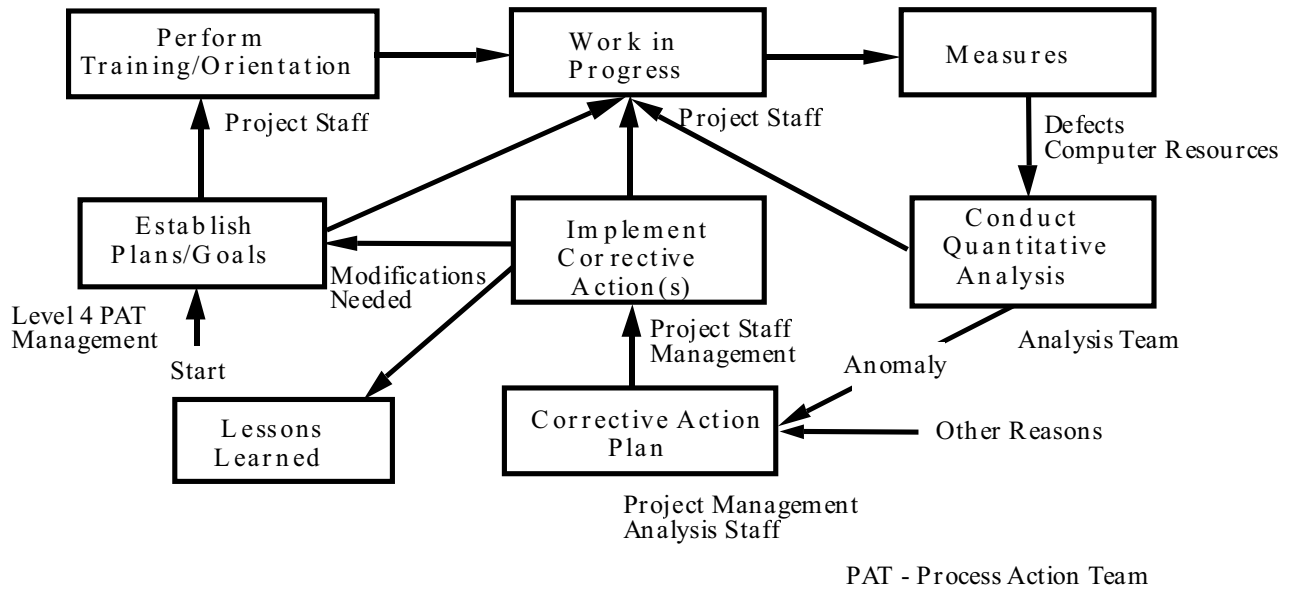 Perform
Training/Orientation
Work in
Progress
Measures
Project Staff
Project Staff
Defects
Computer Resources
Establish
Plans/Goals
Implement
Corrective
Action(s)
Conduct
Quantitative
Analysis
Modifications
Needed
Level 4 PAT
Management
Start
Project Staff
Management
Analysis Team
Anomaly
Lessons
Learned
Corrective Action
Plan
Other Reasons
Project Management
Analysis Staff
PAT - Process Action Team